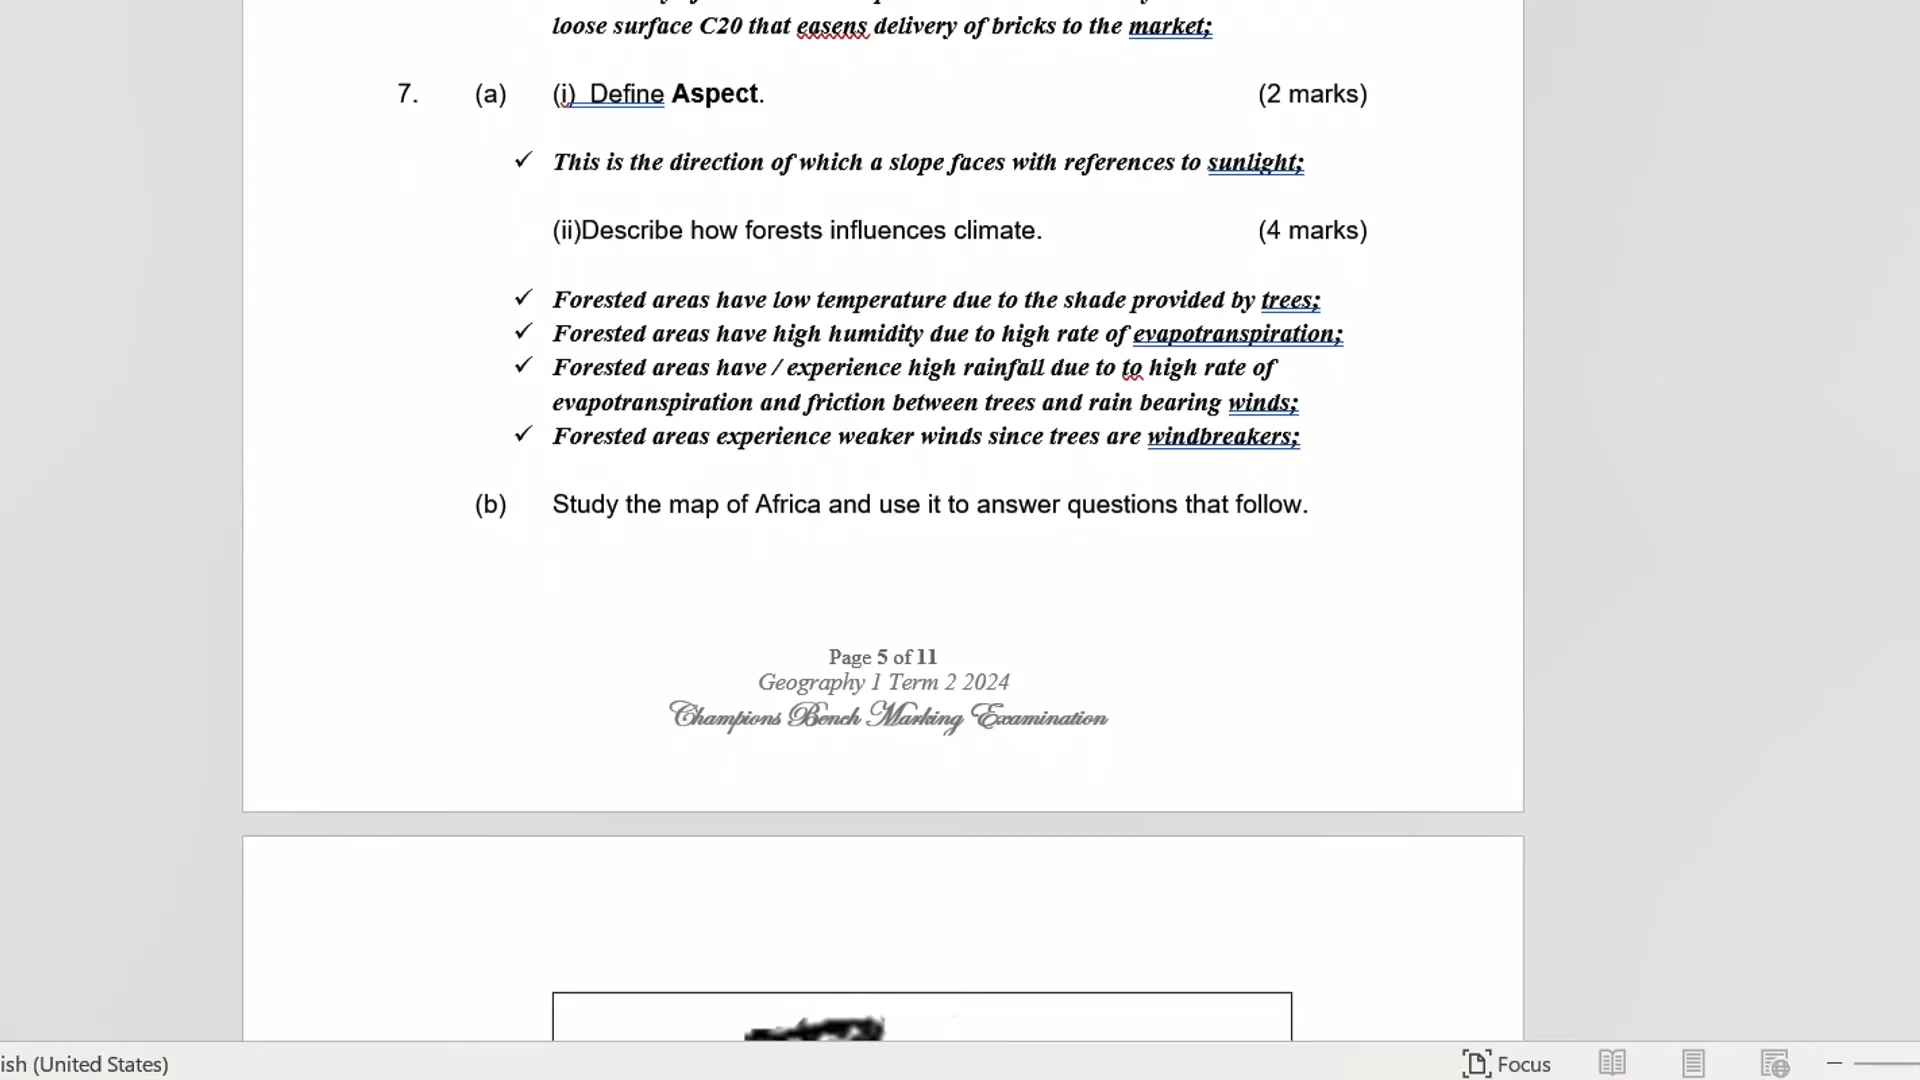 loose surface C20 that easens delivery of bricks to the market;
7. (a) (i) Define Aspect. (2 marks)
✓ This is the direction of which a slope faces with references to sunlight;
(ii)Describe how forests influences climate. (4 marks)
✓ Forested areas have low temperature due to the shade provided by trees;
✓ Forested areas have high humidity due to high rate of evapotranspiration;
✓ Forested areas have / experience high rainfall due to to high rate of
evapotranspiration and friction between trees and rain bearing winds;
✓ Forested areas experience weaker winds since trees are windbreakers;
(b) Study the map of Africa and use it to answer questions that follow.
Page 5 of 11
Geography 1 Term 2 2024
Champions Bench Marking Examination
ish (United States)
Focus